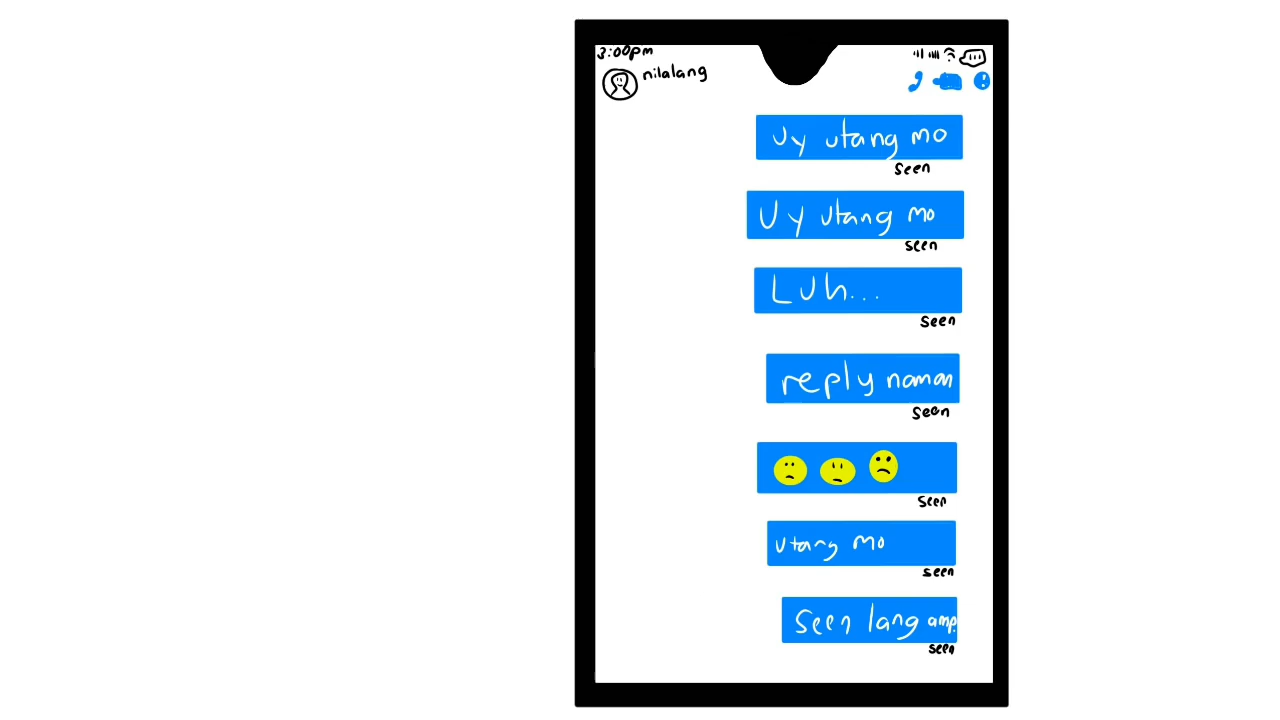 3:00pm
nilalang
Uy utang mo
seen
Uy utang mo
seen
Luh...
seen
reply naman
seen
seen
utang mo
seen
Seen lang amp.
seen